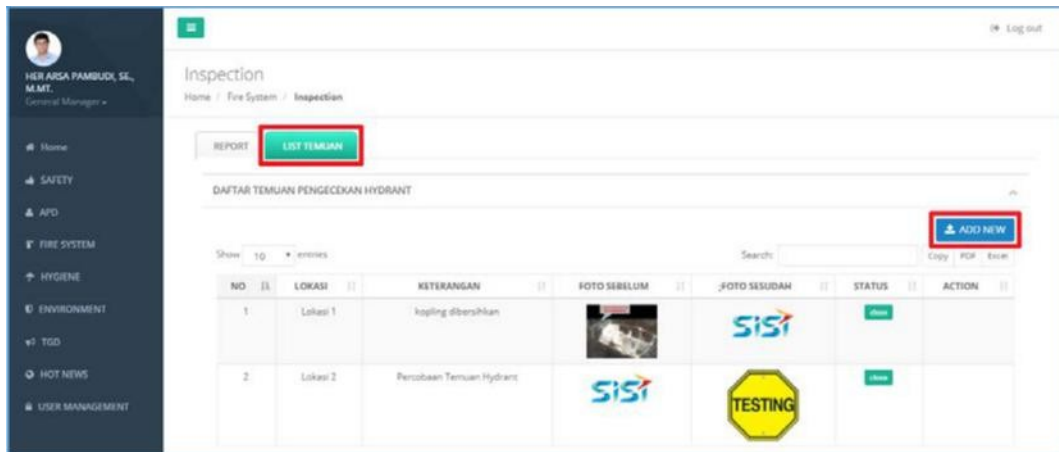 Log out
HER ARSA PAMBUDI, SE., M.MT.
General Manager
Home
SAFETY
APD
FIRE SYSTEM
HYGIENE
ENVIRONMENT
TGD
HOT NEWS
USER MANAGEMENT
Inspection
Home / Fire System / Inspection
REPORT LIST TEMUAN
DAFTAR TEMUAN PENGECEKAN HYDRANT
ADD NEW
Show 10 entries Search: Copy PDF Excel
NO LOKASI KETERANGAN FOTO SEBELUM ;FOTO SESUDAH STATUS ACTION
1 Lokasi 1 kopling dibersihkan SISI
2 Lokasi 2 Percobaan Temuan Hydrant SISI TESTING